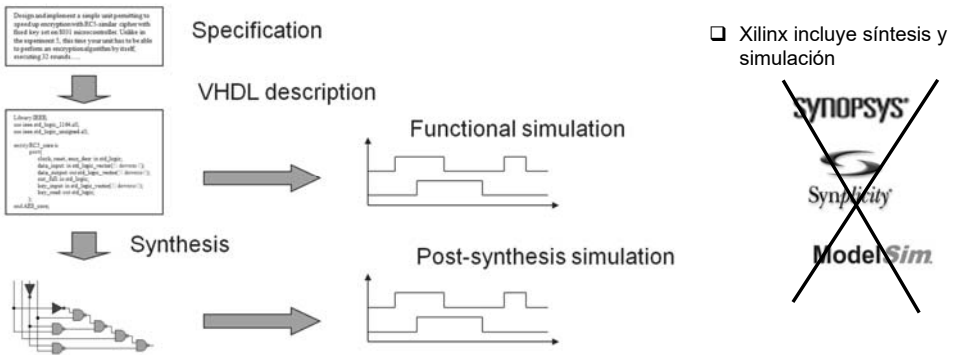 Design and implement a simple unit permitting to
speed up encryption with RC5-similar cipher with
fixed key set on 8031 microcontroller. Unlike in
the experiment 5, this time your unit has to be able
to perform an encryption algorithm by itself,
executing 32 rounds.....
Specification
VHDL description
Library IEEE;
use ieee.std_logic_1164.all;
use ieee.std_logic_unsigned.all;
entity RC5_core is
port(
clock, reset, encr_decr: in std_logic;
data_input: in std_logic_vector(31 downto 0);
data_output: out std_logic_vector(31 downto 0);
out_full: in std_logic;
key_input: in std_logic_vector(31 downto 0);
key_read: out std_logic;
);
end AES_core;
Functional simulation
Synthesis
Post-synthesis simulation
❑ Xilinx incluye síntesis y
simulación
SYNOPSYS®
Synplicity®
ModelSim